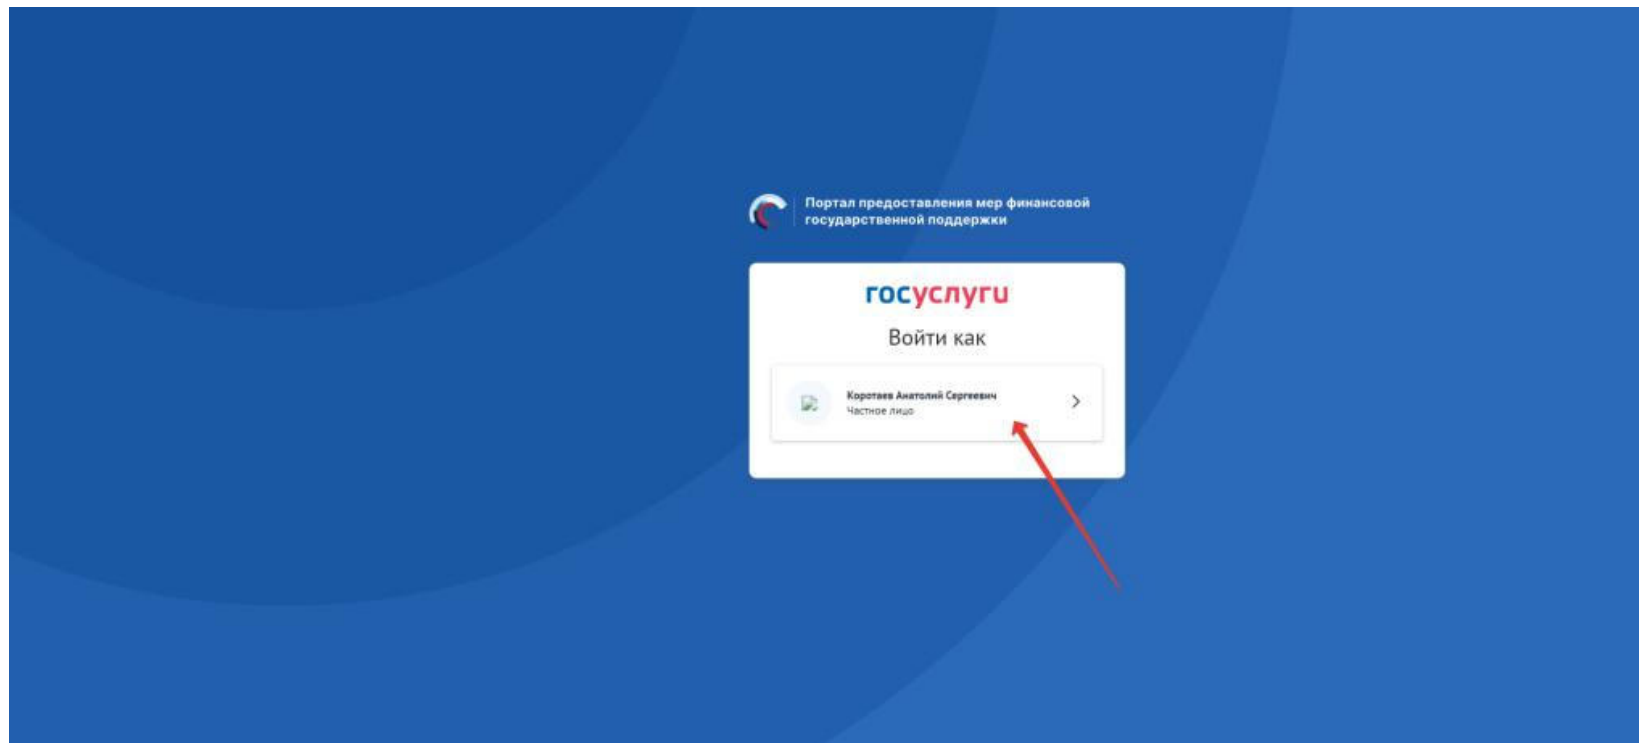 Портал предоставления мер финансовой
государственной поддержки
госуслуги
Войти как
Коротаев Анатолий Сергеевич
Частное лицо